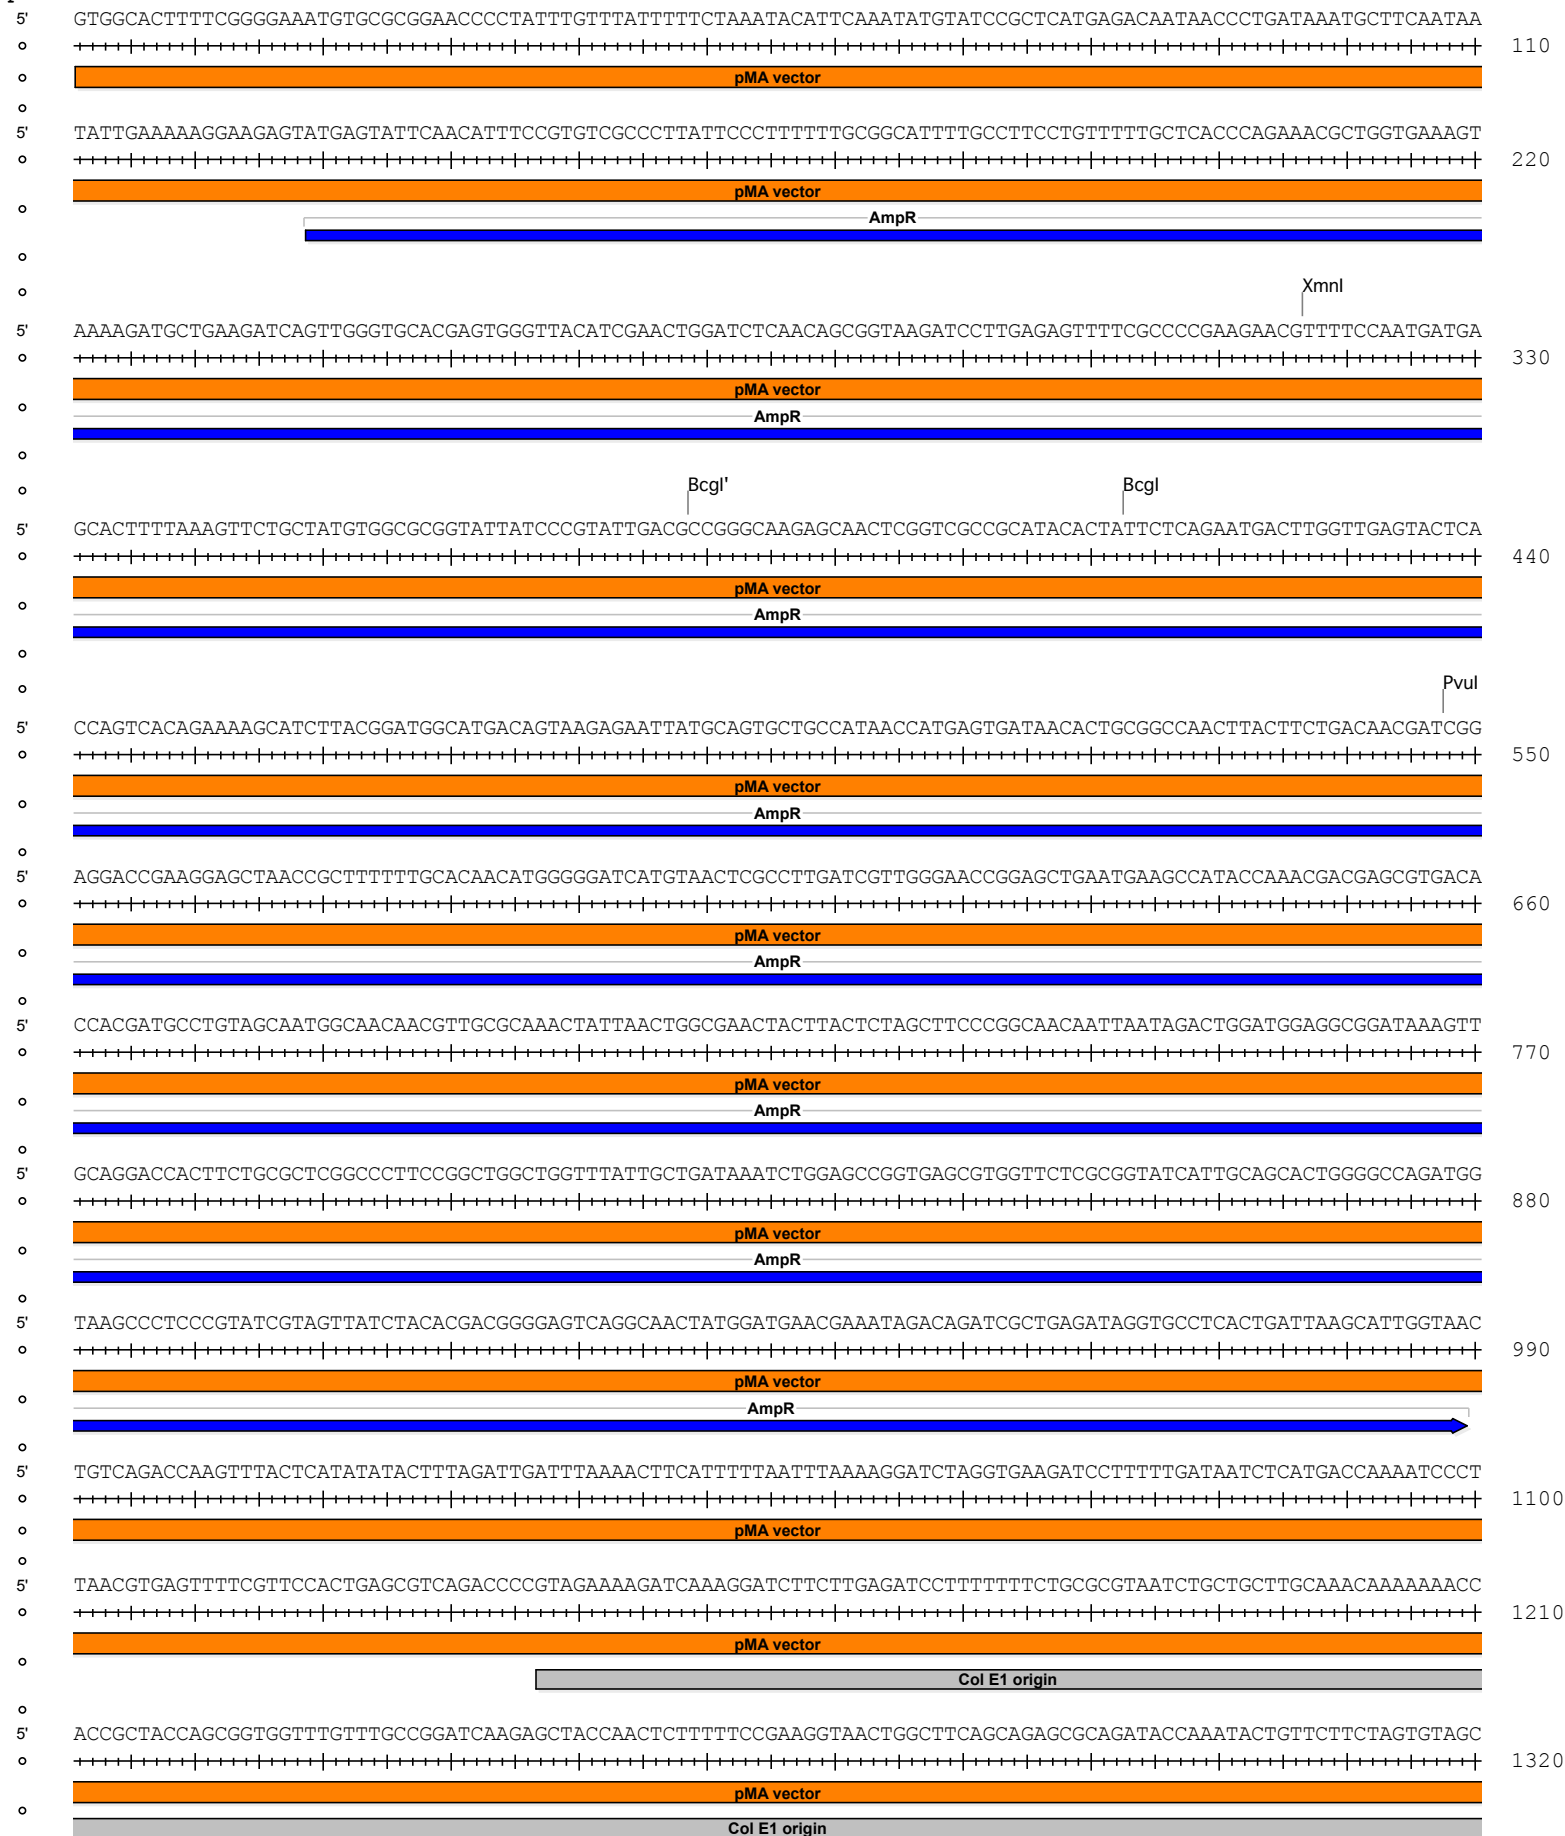 5' GTGGCACTTTTCGGGGAAATGTGCGCGGAACCCCTATTTGTTTATTTTTCTAAATACATTCAAATATGTATCCGCTCATGAGACAATAACCCTGATAAATGCTTCAATAA
110
pMA vector
5' TATTGAAAAAGGAAGAGTATGAGTATTCAACATTTCCGTGTCGCCCTTATTCCCTTTTTTGCGGCATTTTGCCTTCCTGTTTTTGCTCACCCAGAAACGCTGGTGAAAGT
220
pMA vector
AmpR
XmnI
5' AAAAGATGCTGAAGATCAGTTGGGTGCACGAGTGGGTTACATCGAACTGGATCTCAACAGCGGTAAGATCCTTGAGAGTTTTCGCCCCGAAGAACGTTTTCCAATGATGA
330
pMA vector
AmpR
BcgI' BcgI
5' GCACTTTTAAAGTTCTGCTATGTGGCGCGGTATTATCCCGTATTGACGCCGGGCAAGAGCAACTCGGTCGCCGCATACACTATTCTCAGAATGACTTGGTTGAGTACTCA
440
pMA vector
AmpR
PvuI
5' CCAGTCACAGAAAAGCATCTTACGGATGGCATGACAGTAAGAGAATTATGCAGTGCTGCCATAACCATGAGTGATAACACTGCGGCCAACTTACTTCTGACAACGATCGG
550
pMA vector
AmpR
5' AGGACCGAAGGAGCTAACCGCTTTTTTGCACAACATGGGGGATCATGTAACTCGCCTTGATCGTTGGGAACCGGAGCTGAATGAAGCCATACCAAACGACGAGCGTGACA
660
pMA vector
AmpR
5' CCACGATGCCTGTAGCAATGGCAACAACGTTGCGCAAACTATTAACTGGCGAACTACTTACTCTAGCTTCCCGGCAACAATTAATAGACTGGATGGAGGCGGATAAAGTT
770
pMA vector
AmpR
5' GCAGGACCACTTCTGCGCTCGGCCCTTCCGGCTGGCTGGTTTATTGCTGATAAATCTGGAGCCGGTGAGCGTGGTTCTCGCGGTATCATTGCAGCACTGGGGCCAGATGG
880
pMA vector
AmpR
5' TAAGCCCTCCCGTATCGTAGTTATCTACACGACGGGGAGTCAGGCAACTATGGATGAACGAAATAGACAGATCGCTGAGATAGGTGCCTCACTGATTAAGCATTGGTAAC
990
pMA vector
AmpR
5' TGTCAGACCAAGTTTACTCATATATACTTTAGATTGATTTAAAACTTCATTTTTAATTTAAAAGGATCTAGGTGAAGATCCTTTTTGATAATCTCATGACCAAAATCCCT
1100
pMA vector
5' TAACGTGAGTTTTCGTTCCACTGAGCGTCAGACCCCGTAGAAAAGATCAAAGGATCTTCTTGAGATCCTTTTTTTCTGCGCGTAATCTGCTGCTTGCAAACAAAAAAACC
1210
pMA vector
Col E1 origin
5' ACCGCTACCAGCGGTGGTTTGTTTGCCGGATCAAGAGCTACCAACTCTTTTTCCGAAGGTAACTGGCTTCAGCAGAGCGCAGATACCAAATACTGTTCTTCTAGTGTAGC
1320
pMA vector
Col E1 origin